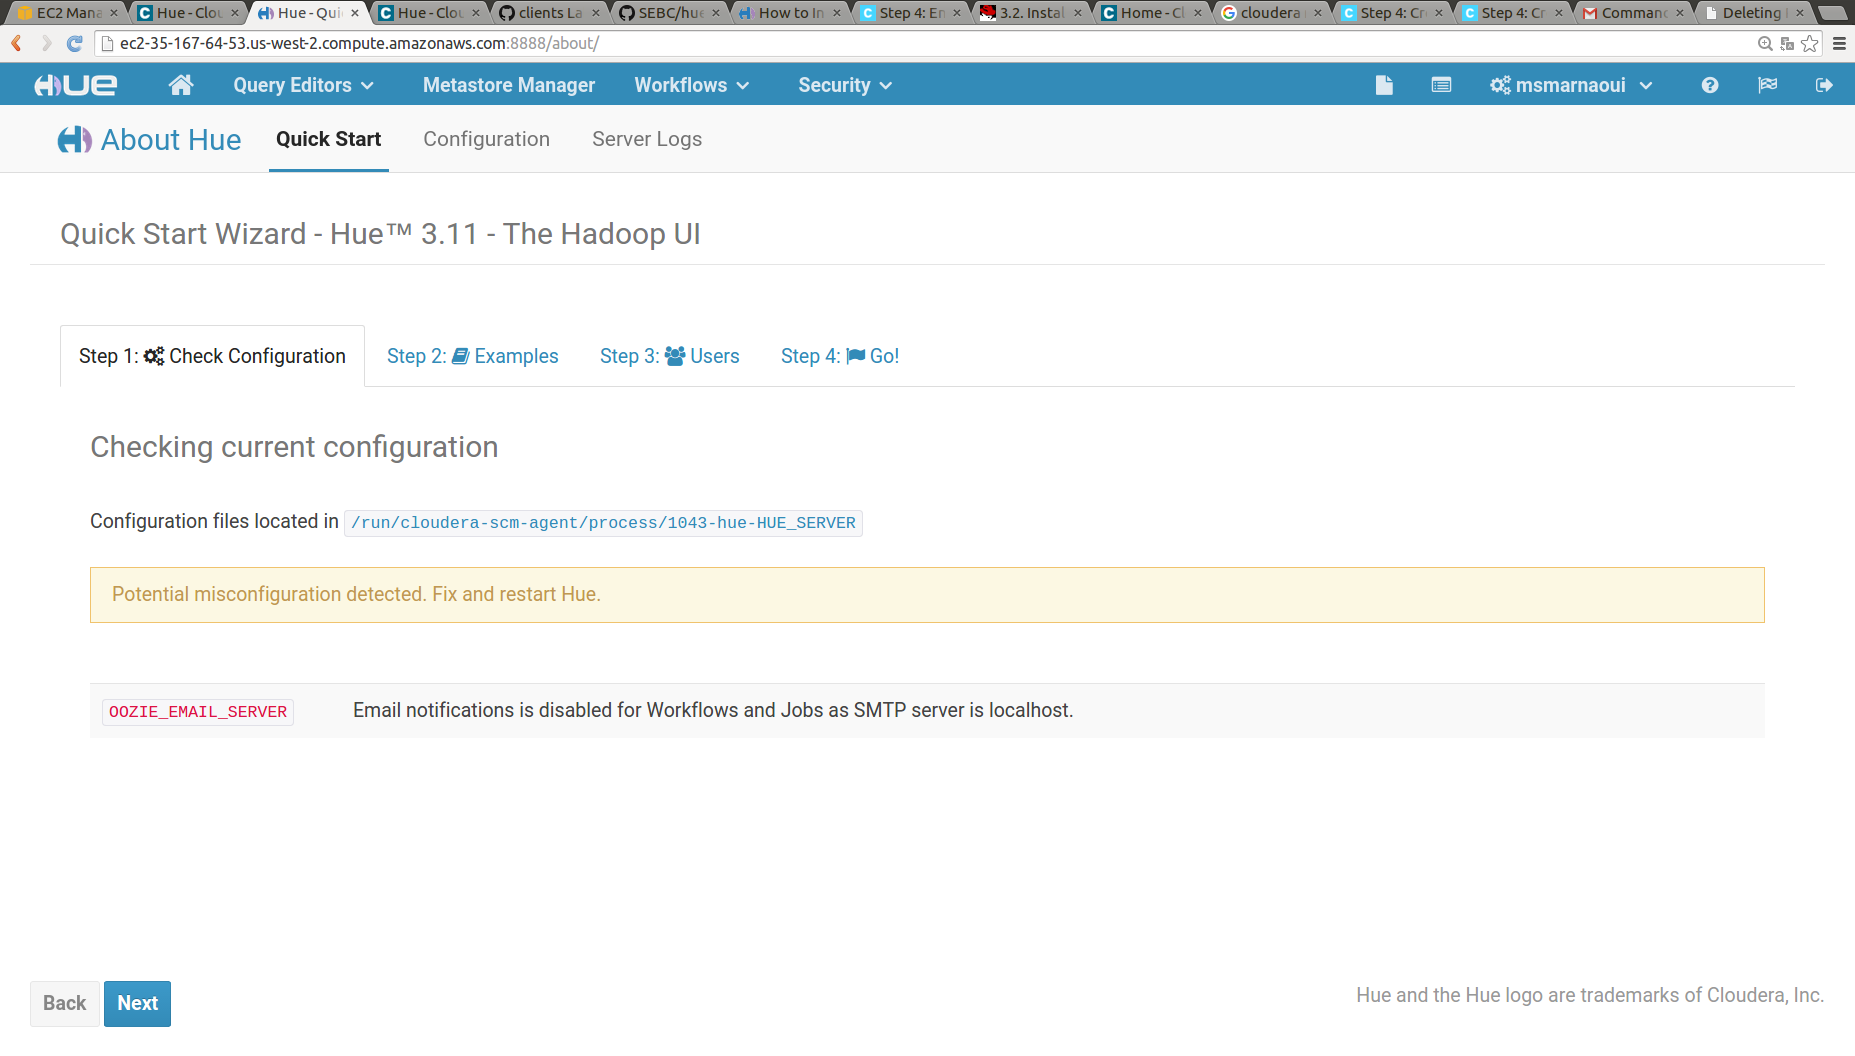 EC2 Mana
Hue - Clou
Hue - Qui
Hue - Clou
clients La
SEBC/hue
How to In
Step 4: En
3.2. Instal
Home - Cl
cloudera
Step 4: Cr
Step 4: Cr
Comman
Deleting
ec2-35-167-64-53.us-west-2.compute.amazonaws.com:8888/about/
HUE Query Editors Metastore Manager Workflows Security msmarnaoui
About Hue Quick Start Configuration Server Logs
Quick Start Wizard - Hue™ 3.11 - The Hadoop UI
Step 1: Check Configuration Step 2: Examples Step 3: Users Step 4: Go!
Checking current configuration
Configuration files located in /run/cloudera-scm-agent/process/1043-hue-HUE_SERVER
Potential misconfiguration detected. Fix and restart Hue.
OOZIE_EMAIL_SERVER Email notifications is disabled for Workflows and Jobs as SMTP server is localhost.
Back Next
Hue and the Hue logo are trademarks of Cloudera, Inc.